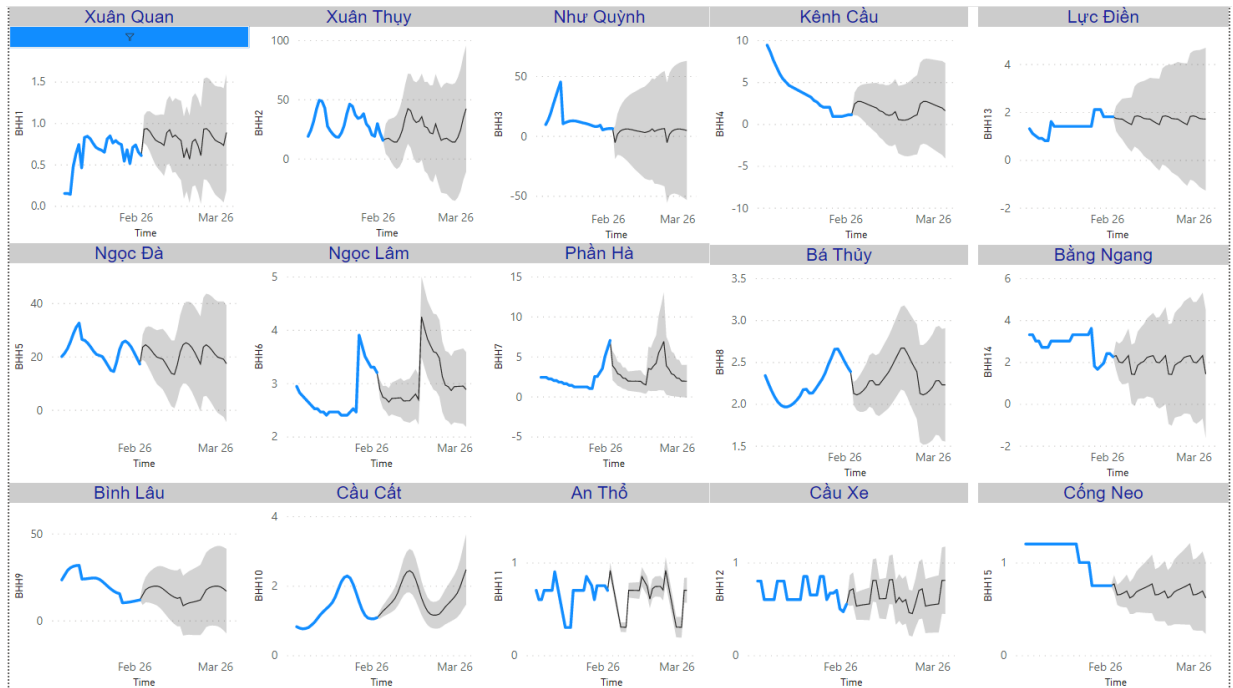 Xuân Quan
1.5
1.0
0.5
0.0
BHH1
Feb 26
Mar 26
Time
Xuân Thụy
100
50
0
BHH2
Feb 26
Mar 26
Time
Như Quỳnh
50
0
-50
BHH3
Feb 26
Mar 26
Time
Kênh Cầu
10
5
0
-5
-10
BHH4
Feb 26
Mar 26
Time
Lực Điền
4
2
0
-2
BHH13
Feb 26
Mar 26
Time
Ngọc Đà
40
20
0
BHH5
Feb 26
Mar 26
Time
Ngọc Lâm
5
4
3
2
BHH6
Feb 26
Mar 26
Time
Phần Hà
15
10
5
0
-5
BHH7
Feb 26
Mar 26
Time
Bá Thủy
3.5
3.0
2.5
2.0
1.5
BHH8
Feb 26
Mar 26
Time
Bằng Ngang
6
4
2
0
-2
BHH14
Feb 26
Mar 26
Time
Bình Lâu
50
0
BHH9
Feb 26
Mar 26
Time
Cầu Cất
4
2
0
BHH10
Feb 26
Mar 26
Time
An Thổ
1
0
BHH11
Feb 26
Mar 26
Time
Cầu Xe
1
0
BHH12
Feb 26
Mar 26
Time
Cống Neo
1
0
BHH15
Feb 26
Mar 26
Time